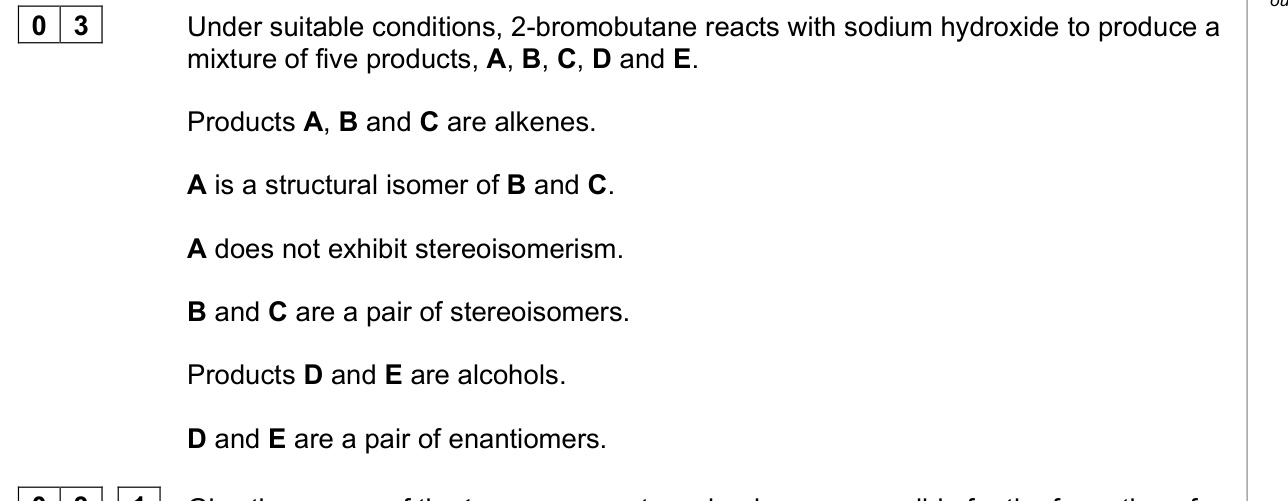 0 3 Under suitable conditions, 2-bromobutane reacts with sodium hydroxide to produce a
mixture of five products, A, B, C, D and E.
Products A, B and C are alkenes.
A is a structural isomer of B and C.
A does not exhibit stereoisomerism.
B and C are a pair of stereoisomers.
Products D and E are alcohols.
D and E are a pair of enantiomers.